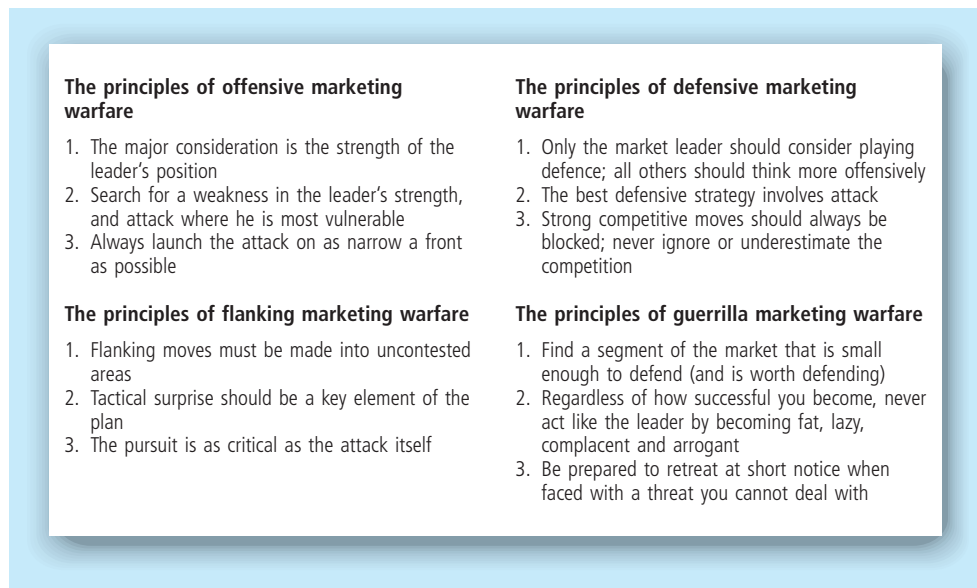 The principles of offensive marketing
warfare
1. The major consideration is the strength of the
leader's position
2. Search for a weakness in the leader's strength,
and attack where he is most vulnerable
3. Always launch the attack on as narrow a front
as possible
The principles of flanking marketing warfare
1. Flanking moves must be made into uncontested
areas
2. Tactical surprise should be a key element of the
plan
3. The pursuit is as critical as the attack itself
The principles of defensive marketing
warfare
1. Only the market leader should consider playing
defence; all others should think more offensively
2. The best defensive strategy involves attack
3. Strong competitive moves should always be
blocked; never ignore or underestimate the
competition
The principles of guerrilla marketing warfare
1. Find a segment of the market that is small
enough to defend (and is worth defending)
2. Regardless of how successful you become, never
act like the leader by becoming fat, lazy,
complacent and arrogant
3. Be prepared to retreat at short notice when
faced with a threat you cannot deal with